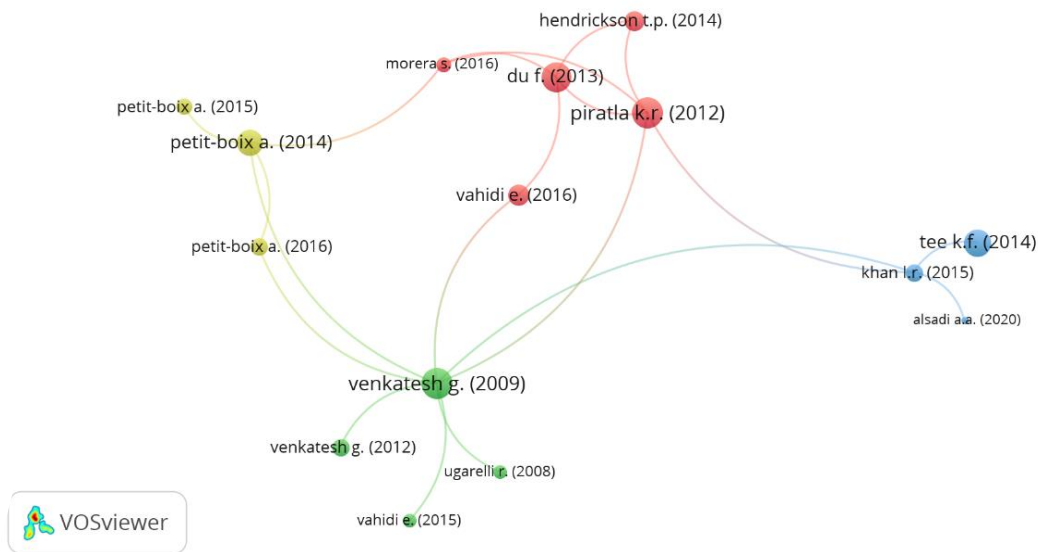 hendrickson t.p. (2014)
morera s. (2016)
du f. (2013)
petit-boix a. (2015)
piratla k.r. (2012)
petit-boix a. (2014)
vahidi e. (2016)
petit-boix a. (2016)
tee k.f. (2014)
khan l.r. (2015)
alsadi a.a. (2020)
venkatesh g. (2009)
venkatesh g. (2012)
ugarelli r. (2008)
vahidi e. (2015)
VOSviewer